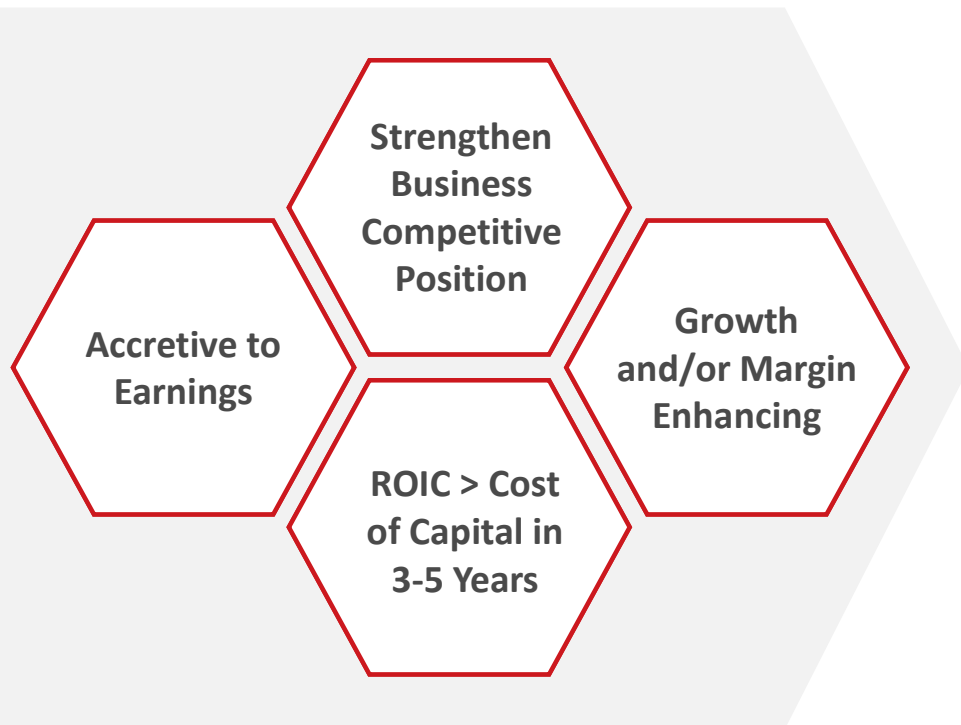 Strengthen
Business
Competitive
Position
Accretive to
Earnings
Growth
and/or Margin
Enhancing
ROIC > Cost
of Capital in
3-5 Years